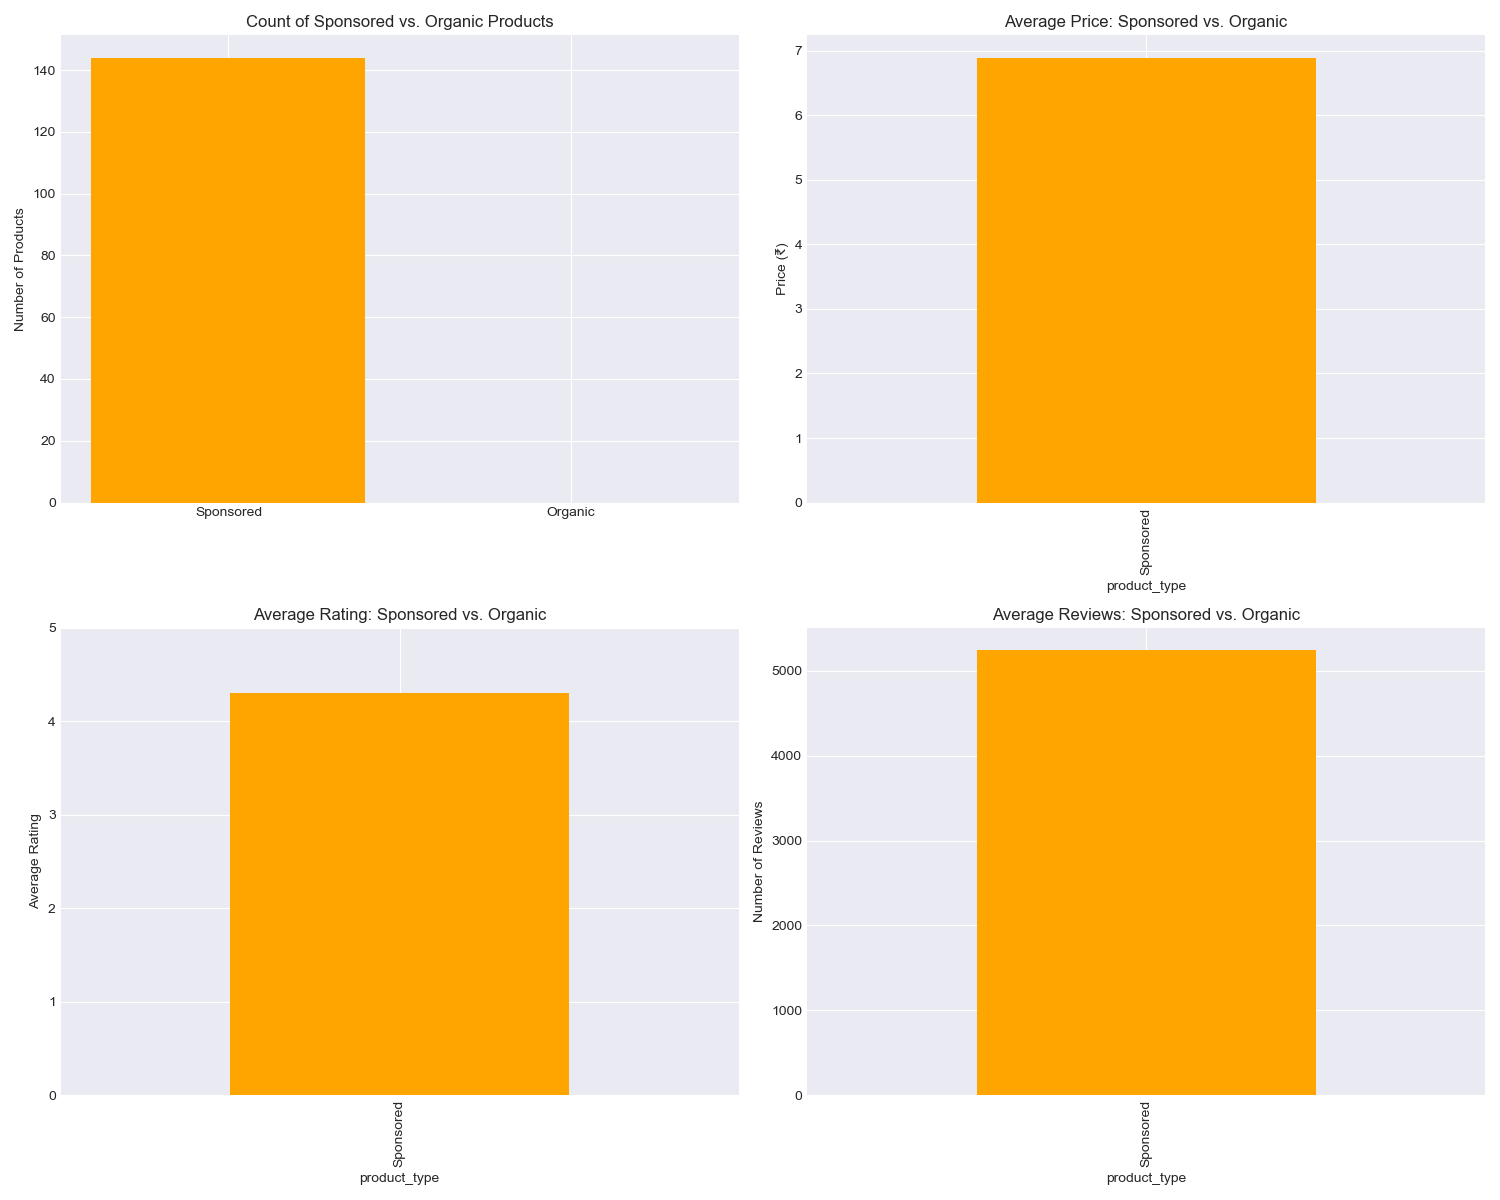 Count of Sponsored vs. Organic Products
Number of Products
140
120
100
80
60
40
20
0
Sponsored Organic
Average Price: Sponsored vs. Organic
Price (₹)
7
6
5
4
3
2
1
0
Sponsored
product_type
Average Rating: Sponsored vs. Organic
Average Rating
5
4
3
2
1
0
Sponsored
product_type
Average Reviews: Sponsored vs. Organic
Number of Reviews
5000
4000
3000
2000
1000
0
Sponsored
product_type